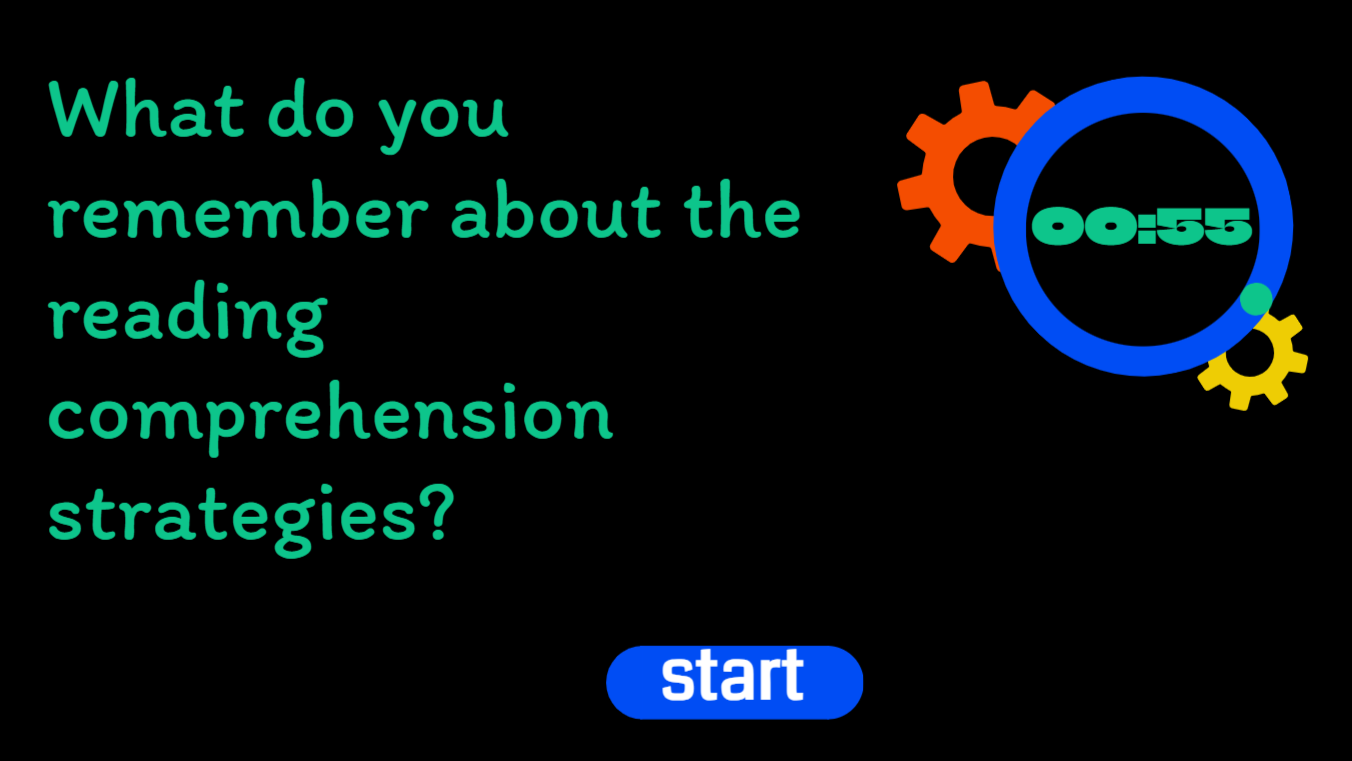 What do you
remember about the
reading
comprehension
strategies?
00:55
start